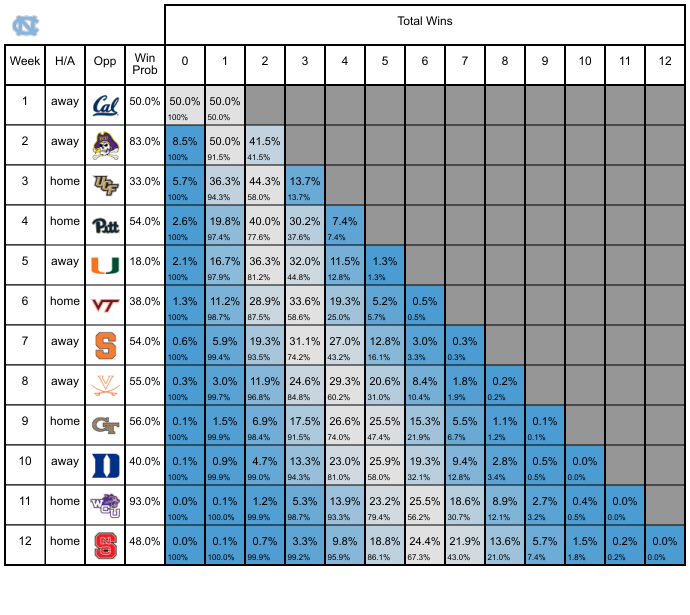 NC
Total Wins
Week H/A Opp Win Prob 0 1 2 3 4 5 6 7 8 9 10 11 12
1 away Cal 50.0% 50.0% 50.0%
100% 50.0%
2 away 83.0% 8.5% 50.0% 41.5%
100% 91.5% 41.5%
3 home UCF 33.0% 5.7% 36.3% 44.3% 13.7%
100% 94.3% 58.0% 13.7%
4 home Pitt 54.0% 2.6% 19.8% 40.0% 30.2% 7.4%
100% 97.4% 77.6% 37.6% 7.4%
5 away U 18.0% 2.1% 16.7% 36.3% 32.0% 11.5% 1.3%
100% 97.9% 81.2% 44.8% 12.8% 1.3%
6 home VT 38.0% 1.3% 11.2% 28.9% 33.6% 19.3% 5.2% 0.5%
100% 98.7% 87.5% 58.6% 25.0% 5.7% 0.5%
7 away S 54.0% 0.6% 5.9% 19.3% 31.1% 27.0% 12.8% 3.0% 0.3%
100% 99.4% 93.5% 74.2% 43.2% 16.1% 3.3% 0.3%
8 away V 55.0% 0.3% 3.0% 11.9% 24.6% 29.3% 20.6% 8.4% 1.8% 0.2%
100% 99.7% 96.8% 84.8% 60.2% 31.0% 10.4% 1.9% 0.2%
9 home GT 56.0% 0.1% 1.5% 6.9% 17.5% 26.6% 25.5% 15.3% 5.5% 1.1% 0.1%
100% 99.9% 98.4% 91.5% 74.0% 47.4% 21.9% 6.7% 1.2% 0.1%
10 away D 40.0% 0.1% 0.9% 4.7% 13.3% 23.0% 25.9% 19.3% 9.4% 2.8% 0.5% 0.0%
100% 99.9% 99.0% 94.3% 81.0% 58.0% 32.1% 12.8% 3.4% 0.5% 0.0%
11 home WCU 93.0% 0.0% 0.1% 1.2% 5.3% 13.9% 23.2% 25.5% 18.6% 8.9% 2.7% 0.4% 0.0%
100% 100.0% 99.9% 98.7% 93.3% 79.4% 56.2% 30.7% 12.1% 3.2% 0.5% 0.0%
12 home NCS 48.0% 0.0% 0.1% 0.7% 3.3% 9.8% 18.8% 24.4% 21.9% 13.6% 5.7% 1.5% 0.2% 0.0%
100% 100.0% 99.9% 99.2% 95.9% 86.1% 67.3% 43.0% 21.0% 7.4% 1.8% 0.2% 0.0%